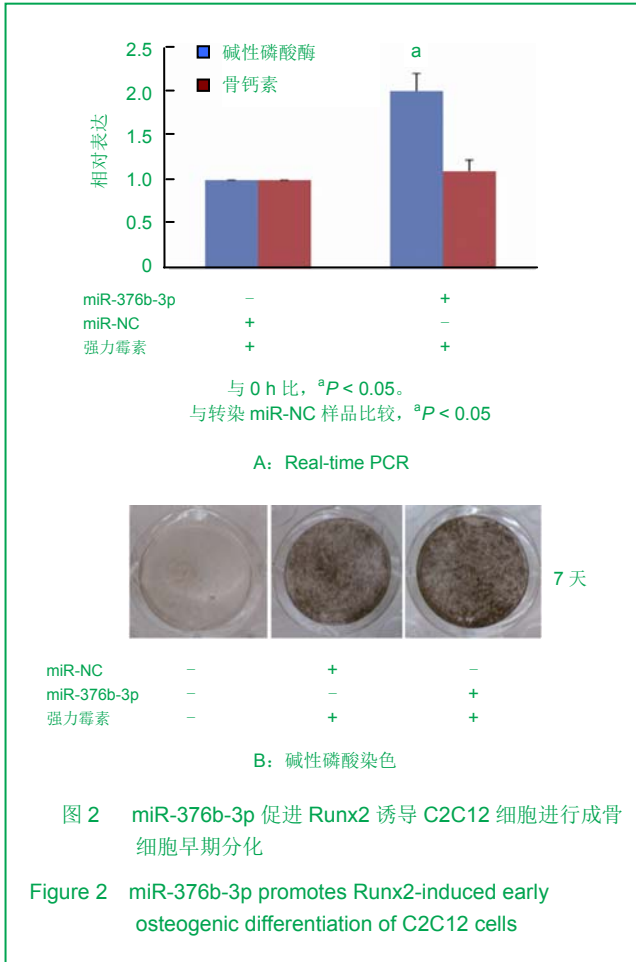 2.5
2.0
1.5
1.0
0.5
0
相对表达
碱性磷酸酶
骨钙素
a
miR-376b-3p － +
miR-NC + －
强力霉素 + +
与 0 h 比，ᵃP < 0.05。
与转染 miR-NC 样品比较，ᵃP < 0.05
A：Real-time PCR
7 天
miR-NC － + －
miR-376b-3p － － +
强力霉素 － + +
B：碱性磷酸染色
图 2 miR-376b-3p 促进 Runx2 诱导 C2C12 细胞进行成骨
细胞早期分化
Figure 2 miR-376b-3p promotes Runx2-induced early
osteogenic differentiation of C2C12 cells